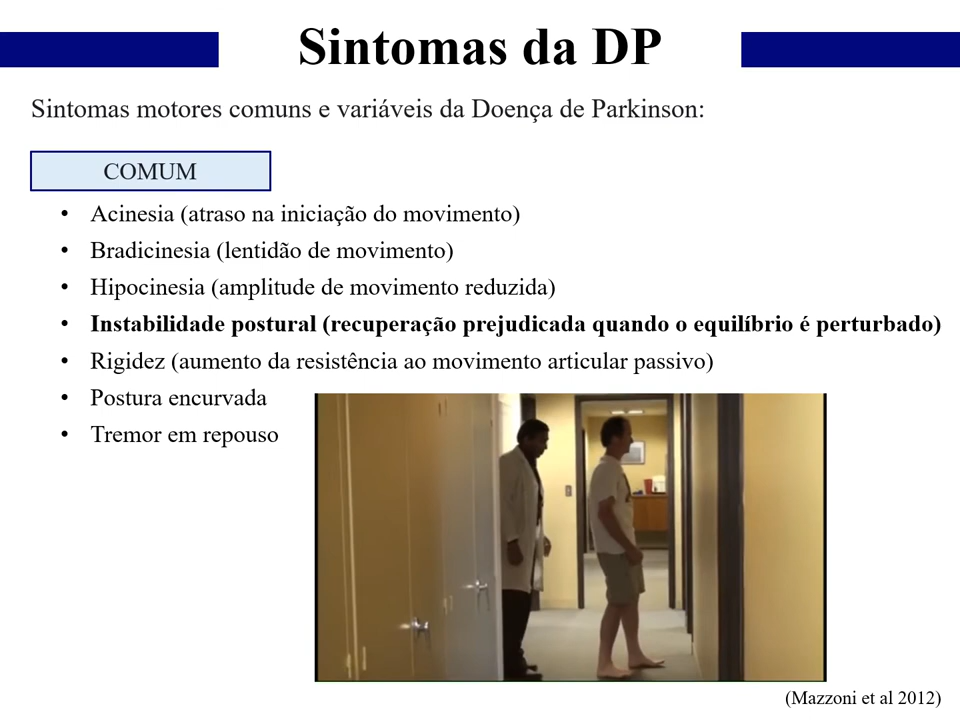 Sintomas da DP
Sintomas motores comuns e variáveis da Doença de Parkinson:
COMUM
• Acinesia (atraso na iniciação do movimento)
• Bradicinesia (lentidão de movimento)
• Hipocinesia (amplitude de movimento reduzida)
• Instabilidade postural (recuperação prejudicada quando o equilíbrio é perturbado)
• Rigidez (aumento da resistência ao movimento articular passivo)
• Postura encurvada
• Tremor em repouso
(Mazzoni et al 2012)